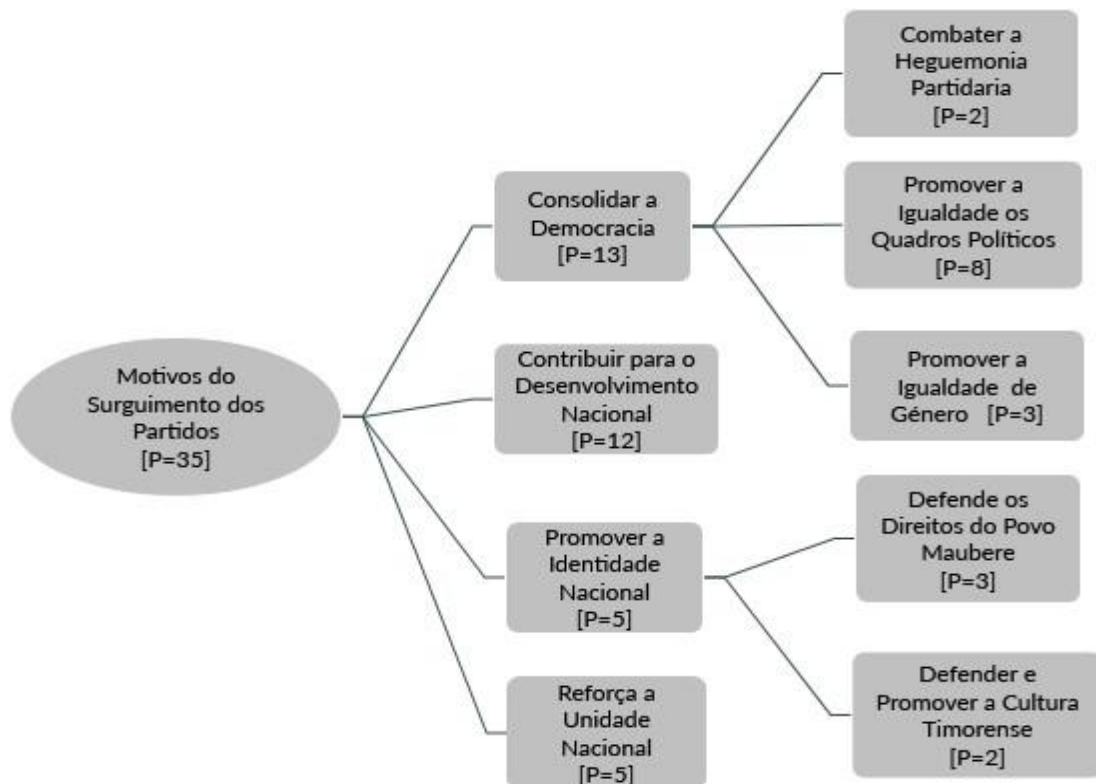 Motivos do
Surguimento dos
Partidos
[P=35]
Consolidar a
Democracia
[P=13]
Combater a
Heguemonia
Partidaria
[P=2]
Promover a
Igualdade os
Quadros Políticos
[P=8]
Promover a
Igualdade de
Género [P=3]
Contribuir para o
Desenvolvimento
Nacional
[P=12]
Promover a
Identidade
Nacional
[P=5]
Defende os
Direitos do Povo
Maubere
[P=3]
Defender e
Promover a Cultura
Timorense
[P=2]
Reforça a
Unidade
Nacional
[P=5]